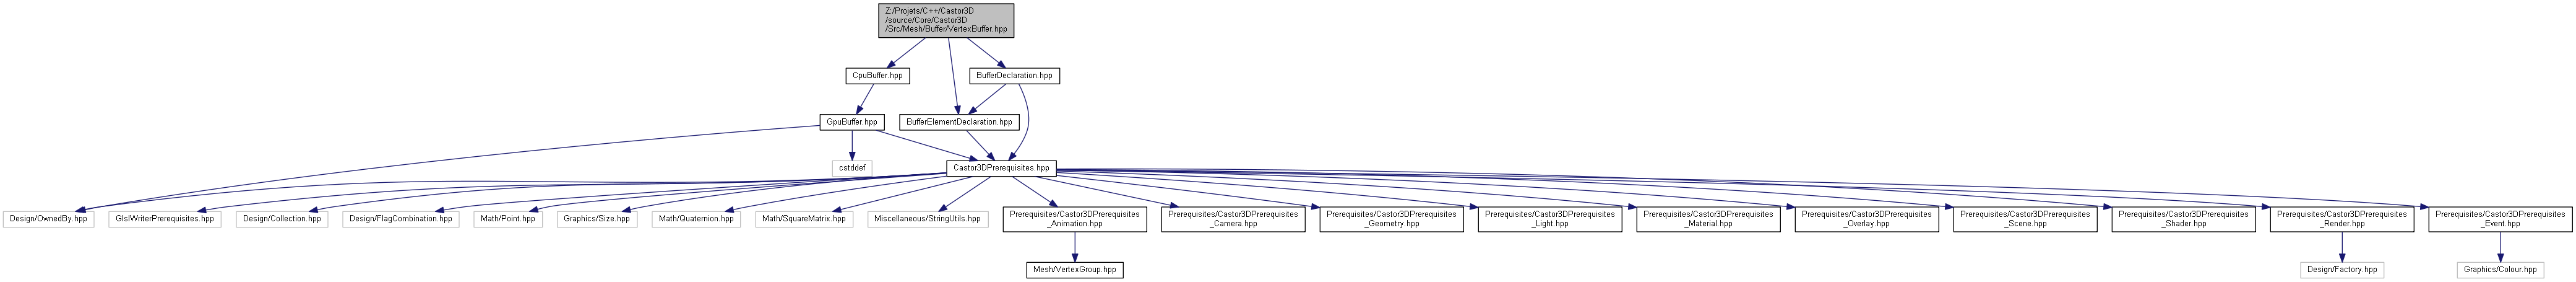 Z:/Projets/C++/Castor3D
/source/Core/Castor3D
/Src/Mesh/Buffer/VertexBuffer.hpp
CpuBuffer.hpp
BufferDeclaration.hpp
GpuBuffer.hpp
BufferElementDeclaration.hpp
cstddef
Castor3DPrerequisites.hpp
Design/OwnedBy.hpp
GlslWriterPrerequisites.hpp
Design/Collection.hpp
Design/FlagCombination.hpp
Math/Point.hpp
Graphics/Size.hpp
Math/Quaternion.hpp
Math/SquareMatrix.hpp
Miscellaneous/StringUtils.hpp
Prerequisites/Castor3DPrerequisites
_Animation.hpp
Prerequisites/Castor3DPrerequisites
_Camera.hpp
Prerequisites/Castor3DPrerequisites
_Geometry.hpp
Prerequisites/Castor3DPrerequisites
_Light.hpp
Prerequisites/Castor3DPrerequisites
_Material.hpp
Prerequisites/Castor3DPrerequisites
_Overlay.hpp
Prerequisites/Castor3DPrerequisites
_Scene.hpp
Prerequisites/Castor3DPrerequisites
_Shader.hpp
Prerequisites/Castor3DPrerequisites
_Render.hpp
Prerequisites/Castor3DPrerequisites
_Event.hpp
Mesh/VertexGroup.hpp
Design/Factory.hpp
Graphics/Colour.hpp